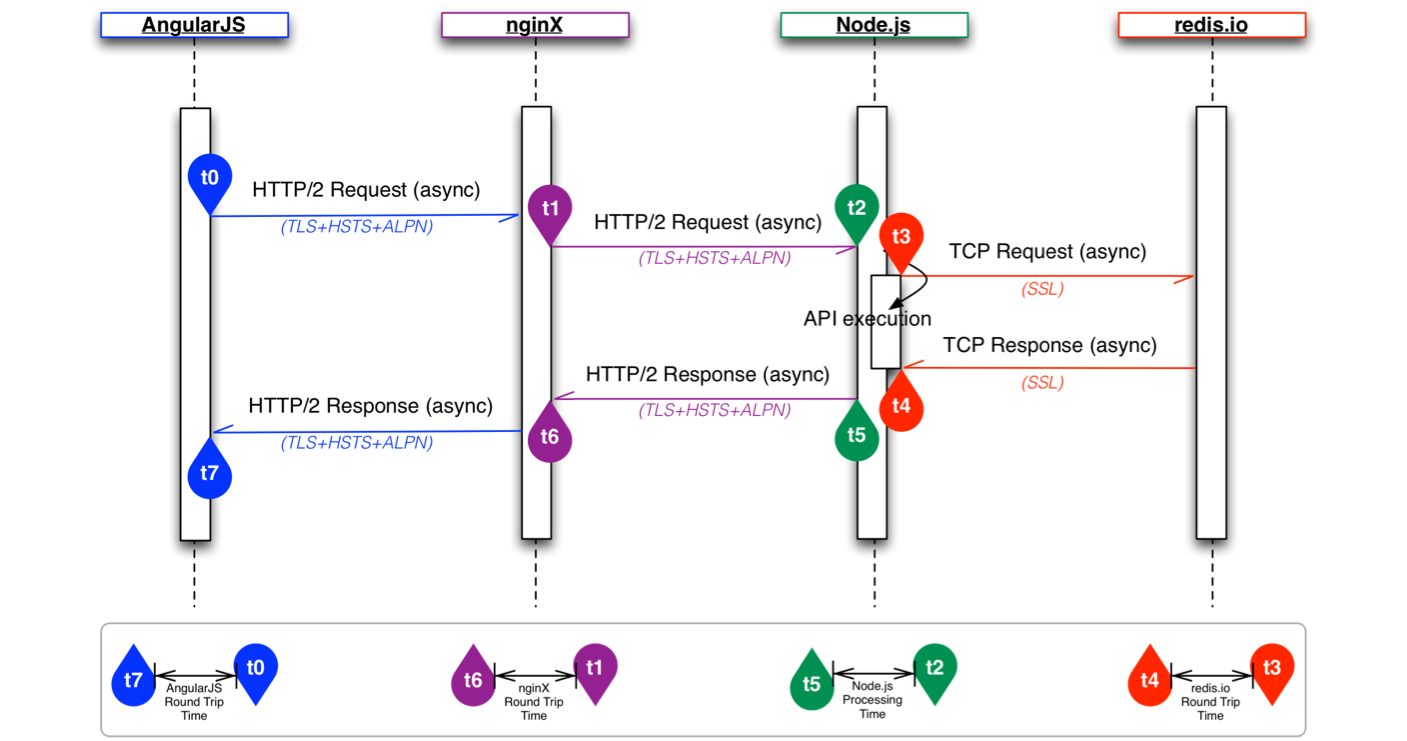 AngularJS
nginX
Node.js
redis.io
t0
HTTP/2 Request (async)
(TLS+HSTS+ALPN)
t1
HTTP/2 Request (async)
(TLS+HSTS+ALPN)
t2
t3
TCP Request (async)
(SSL)
API execution
TCP Response (async)
(SSL)
t4
HTTP/2 Response (async)
(TLS+HSTS+ALPN)
t5
t6
HTTP/2 Response (async)
(TLS+HSTS+ALPN)
t7
t7
AngularJS
Round Trip
Time
t0
t6
nginX
Round Trip
Time
t1
t5
Node.js
Processing
Time
t2
t4
redis.io
Round Trip
Time
t3